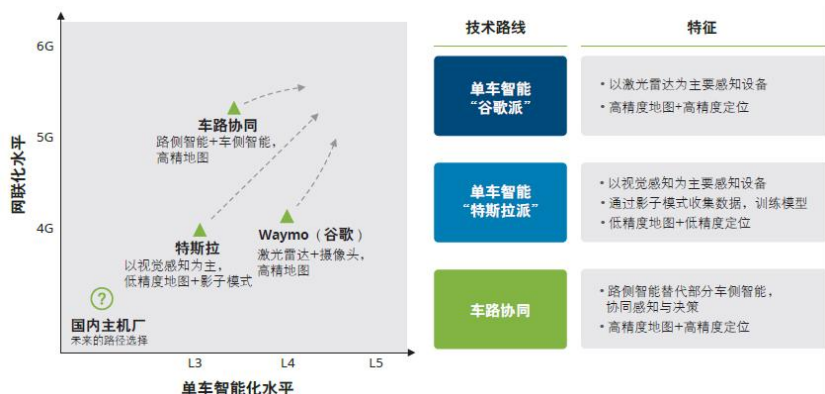 6G
5G
4G
网联化水平
车路协同
路侧智能+车侧智能，
高精地图
特斯拉
以视觉感知为主，
低精度地图+影子模式
Waymo（谷歌）
激光雷达+摄像头，
高精地图
?
国内主机厂
未来的路径选择
L3
L4
L5
单车智能化水平
技术路线
特征
单车智能
“谷歌派”
• 以激光雷达为主要感知设备
• 高精度地图+高精度定位
单车智能
“特斯拉派”
• 以视觉感知为主要感知设备
• 通过影子模式收集数据，训练模型
• 低精度地图+低精度定位
车路协同
• 路侧智能替代部分车侧智能，
协同感知与决策
• 高精度地图+高精度定位